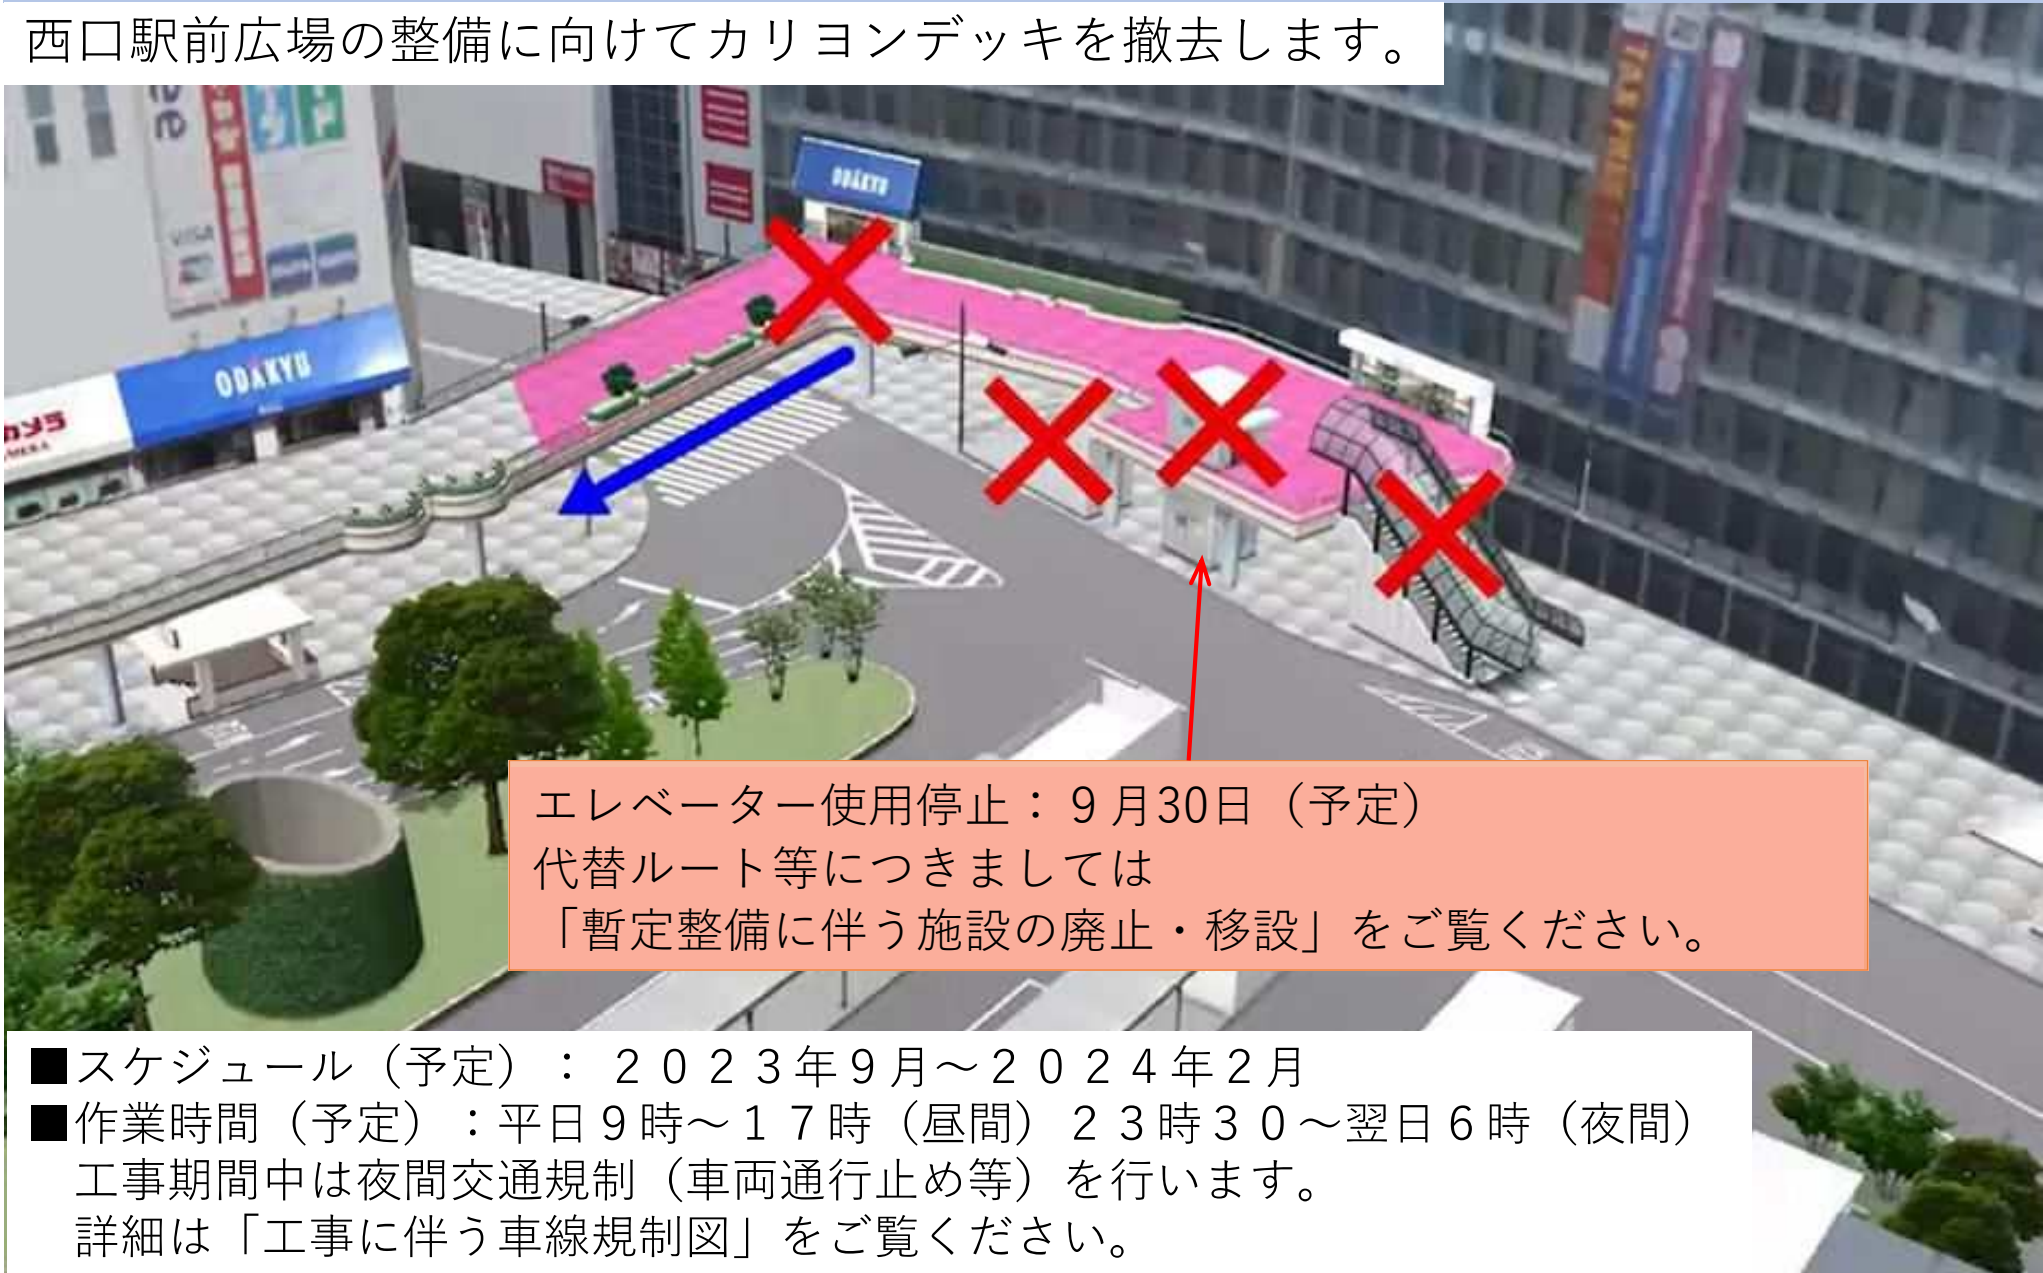 西口駅前広場の整備に向けてカリヨンデッキを撤去します。
VISA
ODAKYU
ODAKYU
カメラ
エレベーター使用停止：９月30日（予定）
代替ルート等につきましては
「暫定整備に伴う施設の廃止・移設」をご覧ください。
■スケジュール（予定）：２０２３年９月～２０２４年２月
■作業時間（予定）：平日９時～１７時（昼間）２３時３０～翌日６時（夜間）
工事期間中は夜間交通規制（車両通行止め等）を行います。
詳細は「工事に伴う車線規制図」をご覧ください。